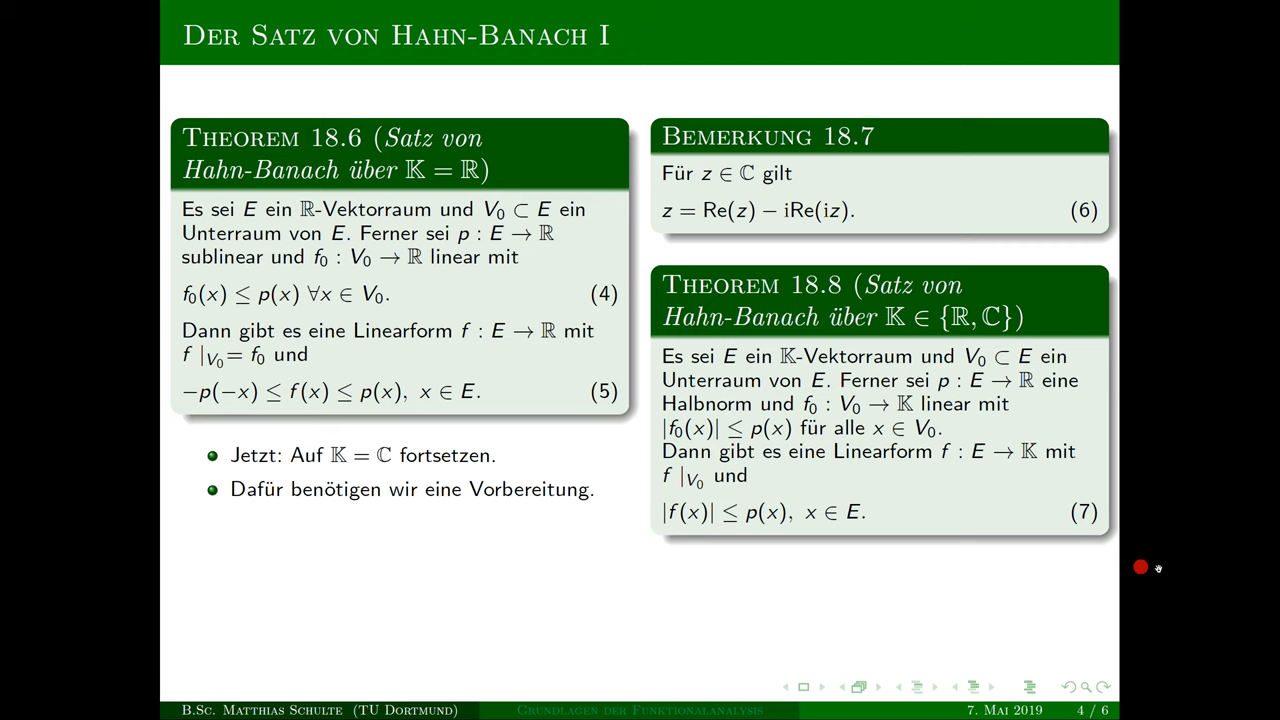 Der Satz von Hahn-Banach I
Theorem 18.6 (Satz von
Hahn-Banach über 𝕂 = ℝ)
Es sei E ein ℝ-Vektorraum und V₀ ⊂ E ein
Unterraum von E. Ferner sei p : E → ℝ
sublinear und f₀ : V₀ → ℝ linear mit
f₀(x) ≤ p(x) ∀x ∈ V₀. (4)
Dann gibt es eine Linearform f : E → ℝ mit
f |_V₀ = f₀ und
−p(−x) ≤ f(x) ≤ p(x), x ∈ E. (5)
Jetzt: Auf 𝕂 = ℂ fortsetzen.
Dafür benötigen wir eine Vorbereitung.
Bemerkung 18.7
Für z ∈ ℂ gilt
z = Re(z) − iRe(iz). (6)
Theorem 18.8 (Satz von
Hahn-Banach über 𝕂 ∈ {ℝ, ℂ})
Es sei E ein 𝕂-Vektorraum und V₀ ⊂ E ein
Unterraum von E. Ferner sei p : E → ℝ eine
Halbnorm und f₀ : V₀ → 𝕂 linear mit
|f₀(x)| ≤ p(x) für alle x ∈ V₀.
Dann gibt es eine Linearform f : E → 𝕂 mit
f |_V₀ und
|f(x)| ≤ p(x), x ∈ E. (7)
B.Sc. Matthias Schulte (TU Dortmund) Grundlagen der Funktionalanalysis 7. Mai 2019 4 / 6